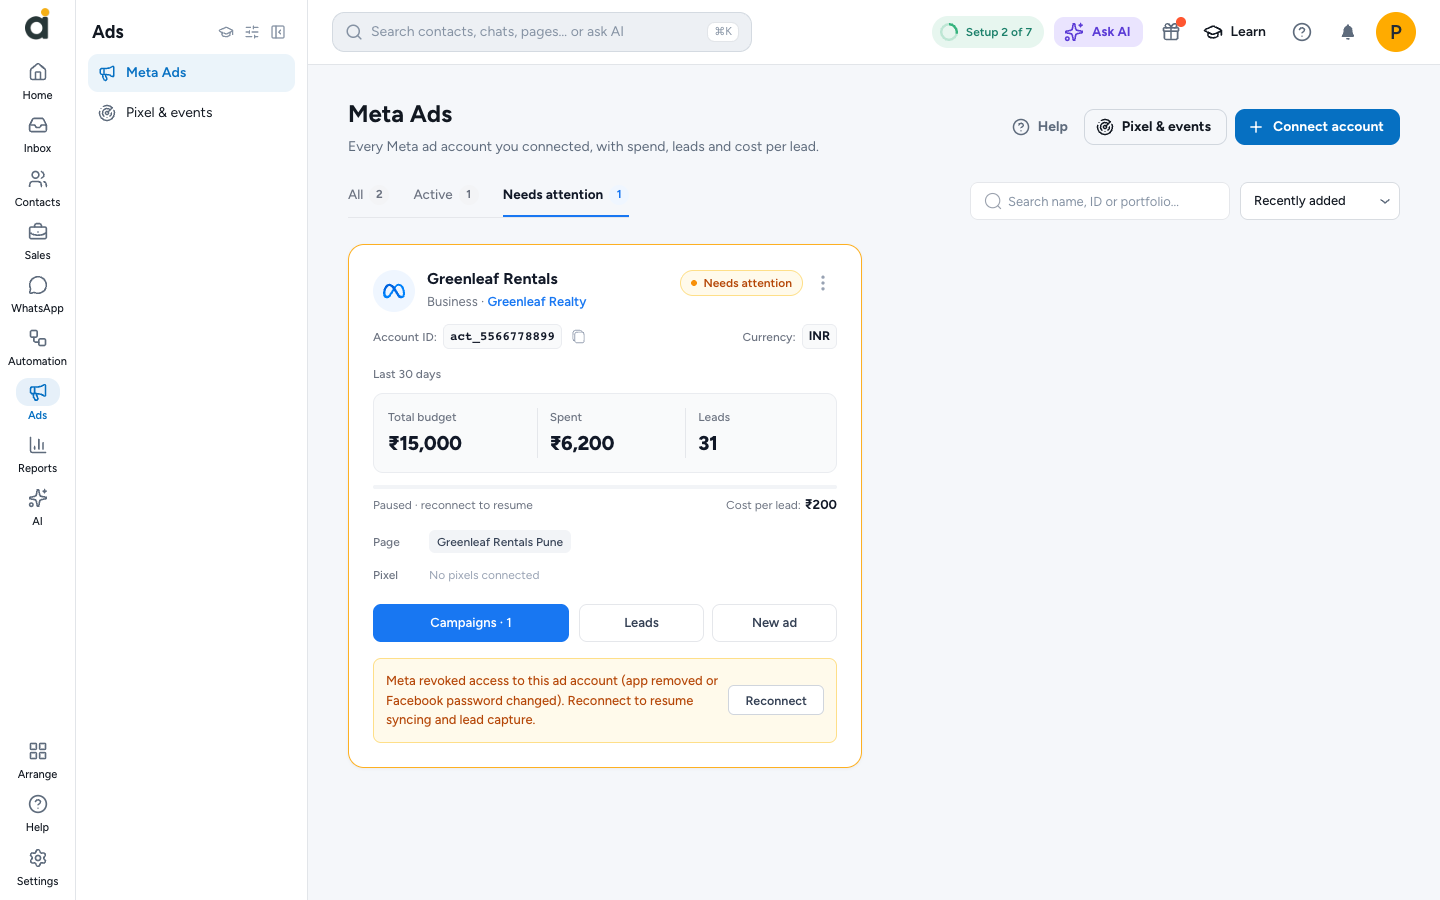 Ads
Search contacts, chats, pages... or ask AI
⌘K
Setup 2 of 7
Ask AI
Learn
P
Home
Inbox
Contacts
Sales
WhatsApp
Automation
Ads
Reports
AI
Arrange
Help
Settings
Meta Ads
Pixel & events
Meta Ads
Every Meta ad account you connected, with spend, leads and cost per lead.
Help
Pixel & events
Connect account
All 2
Active 1
Needs attention 1
Search name, ID or portfolio...
Recently added
Greenleaf Rentals
Business · Greenleaf Realty
Needs attention
Account ID: act_5566778899
Currency: INR
Last 30 days
Total budget
₹15,000
Spent
₹6,200
Leads
31
Paused · reconnect to resume
Cost per lead: ₹200
Page
Greenleaf Rentals Pune
Pixel
No pixels connected
Campaigns · 1
Leads
New ad
Meta revoked access to this ad account (app removed or
Facebook password changed). Reconnect to resume
syncing and lead capture.
Reconnect